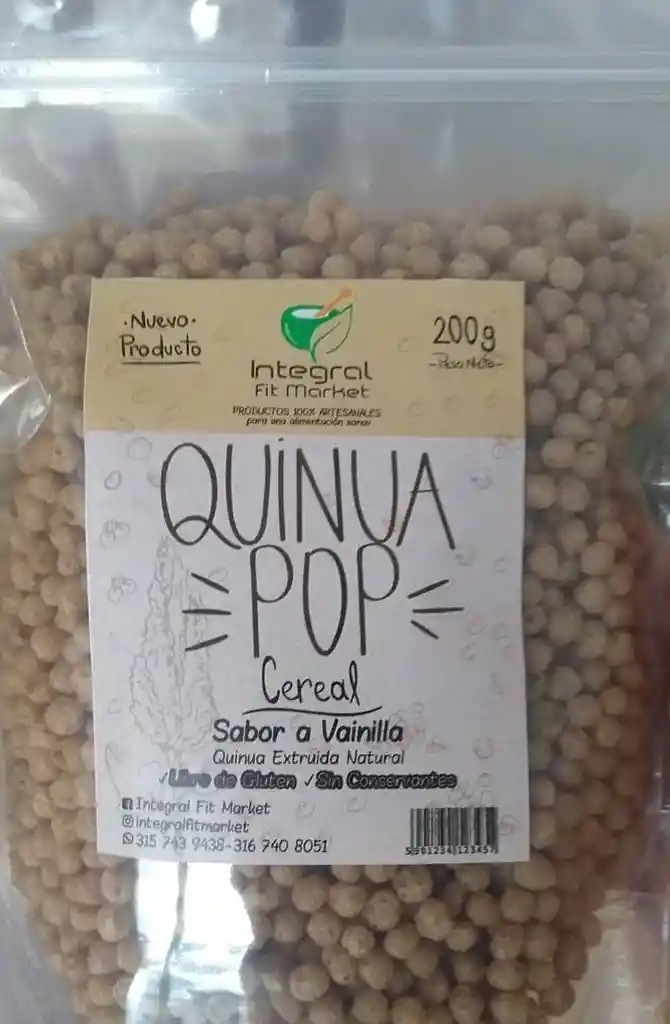 ·Nuevo·
Producto
Integral
Fit Market
PRODUCTOS 100% ARTESANALES
para una alimentación sana
200g
-Peso Neto-
QUINUA
POP
Cereal
Sabor a Vainilla
Quinua Extruida Natural
✓Libre de Gluten ✓Sin Conservantes
Integral Fit Market
integralfitmarket
315 743 9438-316 740 8051
5901234123457